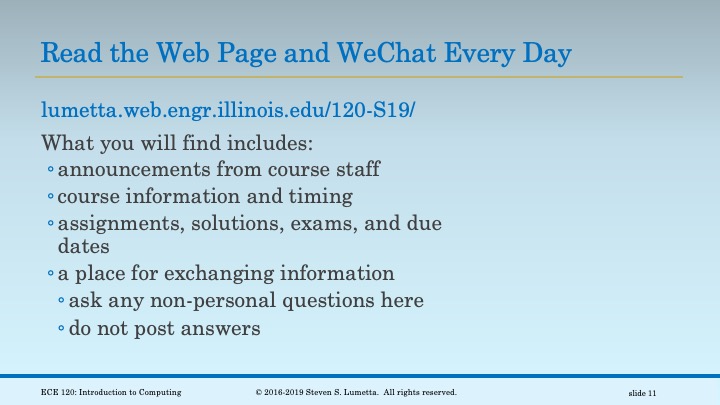 Read the Web Page and WeChat Every Day
lumetta.web.engr.illinois.edu/120-S19/
What you will find includes:
◦ announcements from course staff
◦ course information and timing
◦ assignments, solutions, exams, and due
dates
◦ a place for exchanging information
◦ ask any non-personal questions here
◦ do not post answers
ECE 120: Introduction to Computing
© 2016-2019 Steven S. Lumetta. All rights reserved.
slide 11